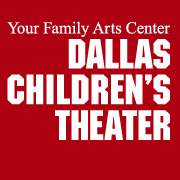 Your Family Arts Center
DALLAS
CHILDREN'S
THEATER